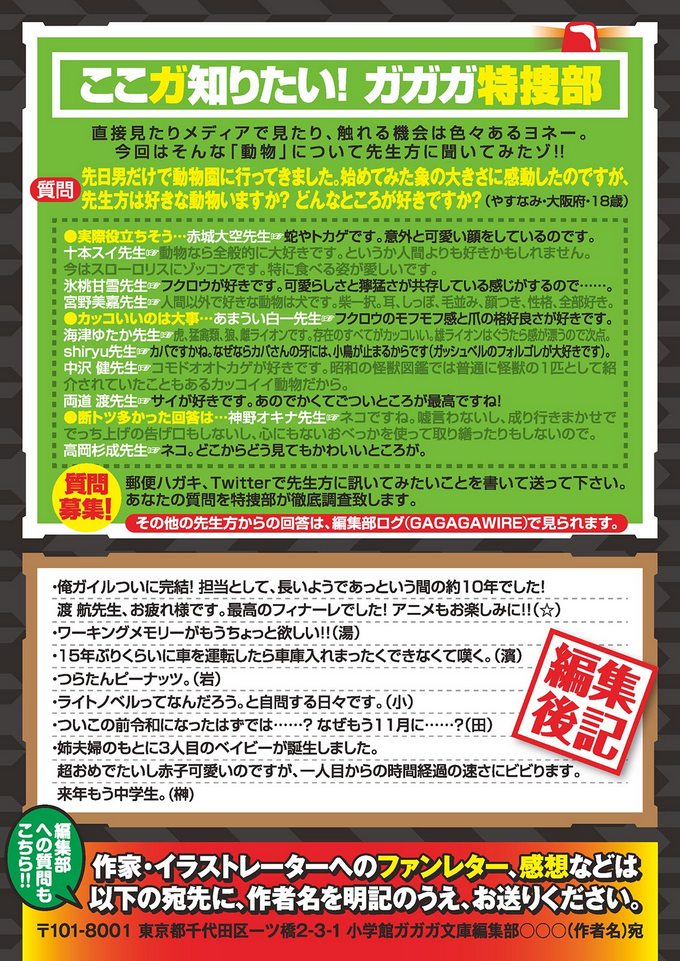 ここガ知りたい! ガガガ特捜部
直接見たりメディアで見たり、触れる機会は色々あるヨネー。
今回はそんな「動物」について先生方に聞いてみたゾ!!
質問
先日男だけで動物園に行ってきました。始めてみた象の大きさに感動したのですが、
先生方は好きな動物いますか? どんなところが好きですか?(やすなみ・大阪府・18歳)
●実際役立ちそう…赤城大空先生☞蛇やトカゲです。意外と可愛い顔をしているのです。
十本スイ先生☞動物なら全般的に大好きです。というか人間よりも好きかもしれません。
今はスローロリスにゾッコンです。特に食べる姿が愛しいです。
氷桃甘雪先生☞フクロウが好きです。可愛らしさと獰猛さが共存している感じがするので……。
宮野美嘉先生☞人間以外で好きな動物は犬です。柴一択。耳、しっぽ、毛並み、顔つき、性格、全部好き。
●カッコいいのは大事…あまうい白一先生☞フクロウのモフモフ感と爪の格好良さが好きです。
海津ゆたか先生☞虎、猛禽類、狼、雌ライオンです。存在のすべてがカッコいい。雄ライオンはぐうたら感が漂うので次点。
shiryu先生☞カバですかね。なぜならカバさんの牙には、小鳥が止まるからです(ガッシュベルのフォルゴレが大好きです)。
中沢 健先生☞コモドオオトカゲが好きです。昭和の怪獣図鑑では普通に怪獣の1匹として紹
介されていたこともあるカッコイイ動物だから。
両道 渡先生☞サイが好きです。あのでかくてごついところが最高ですね!
●断トツ多かった回答は…神野オキナ先生☞ネコですね。嘘言わないし、成り行きまかせ
でっち上げの告げ口もしないし、心にもないおべっかを使って取り繕ったりもしないので。
高岡杉成先生☞ネコ。どこからどう見てもかわいいところが。
質問
募集!
郵便ハガキ、Twitterで先生方に訊いてみたいことを書いて送って下さい。
あなたの質問を特捜部が徹底調査致します。
その他の先生方からの回答は、編集部ログ(GAGAGAWIRE)で見られます。
・俺ガイルついに完結! 担当として、長いようであっという間の約10年でした!
渡 航先生、お疲れ様です。最高のフィナーレでした! アニメもお楽しみに!!(☆)
・ワーキングメモリーがもうちょっと欲しい!!(湯)
・15年ぶりくらいに車を運転したら車庫入れまったくできなくて嘆く。(濱)
・つらたんピーナッツ。(岩)
・ライトノベルってなんだろう。と自問する日々です。(小)
・ついこの前令和になったはずでは……? なぜもう11月に……?(田)
・姉夫婦のもとに3人目のベイビーが誕生しました。
超おめでたいし赤子可愛いのですが、一人目からの時間経過の速さにビビります。
来年もう中学生。(榊)
編集
後記
編集部
への質問も
こちら!!
作家・イラストレーターへのファンレター、感想などは
以下の宛先に、作者名を明記のうえ、お送りください。
〒101-8001 東京都千代田区一ツ橋2-3-1 小学館ガガガ文庫編集部○○○(作者名)宛